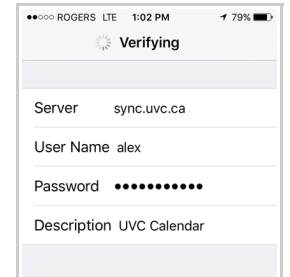 ●●○○○ ROGERS LTE 1:02 PM 79%
Verifying
Server sync.uvc.ca
User Name alex
Password ●●●●●●●●●●●
Description UVC Calendar